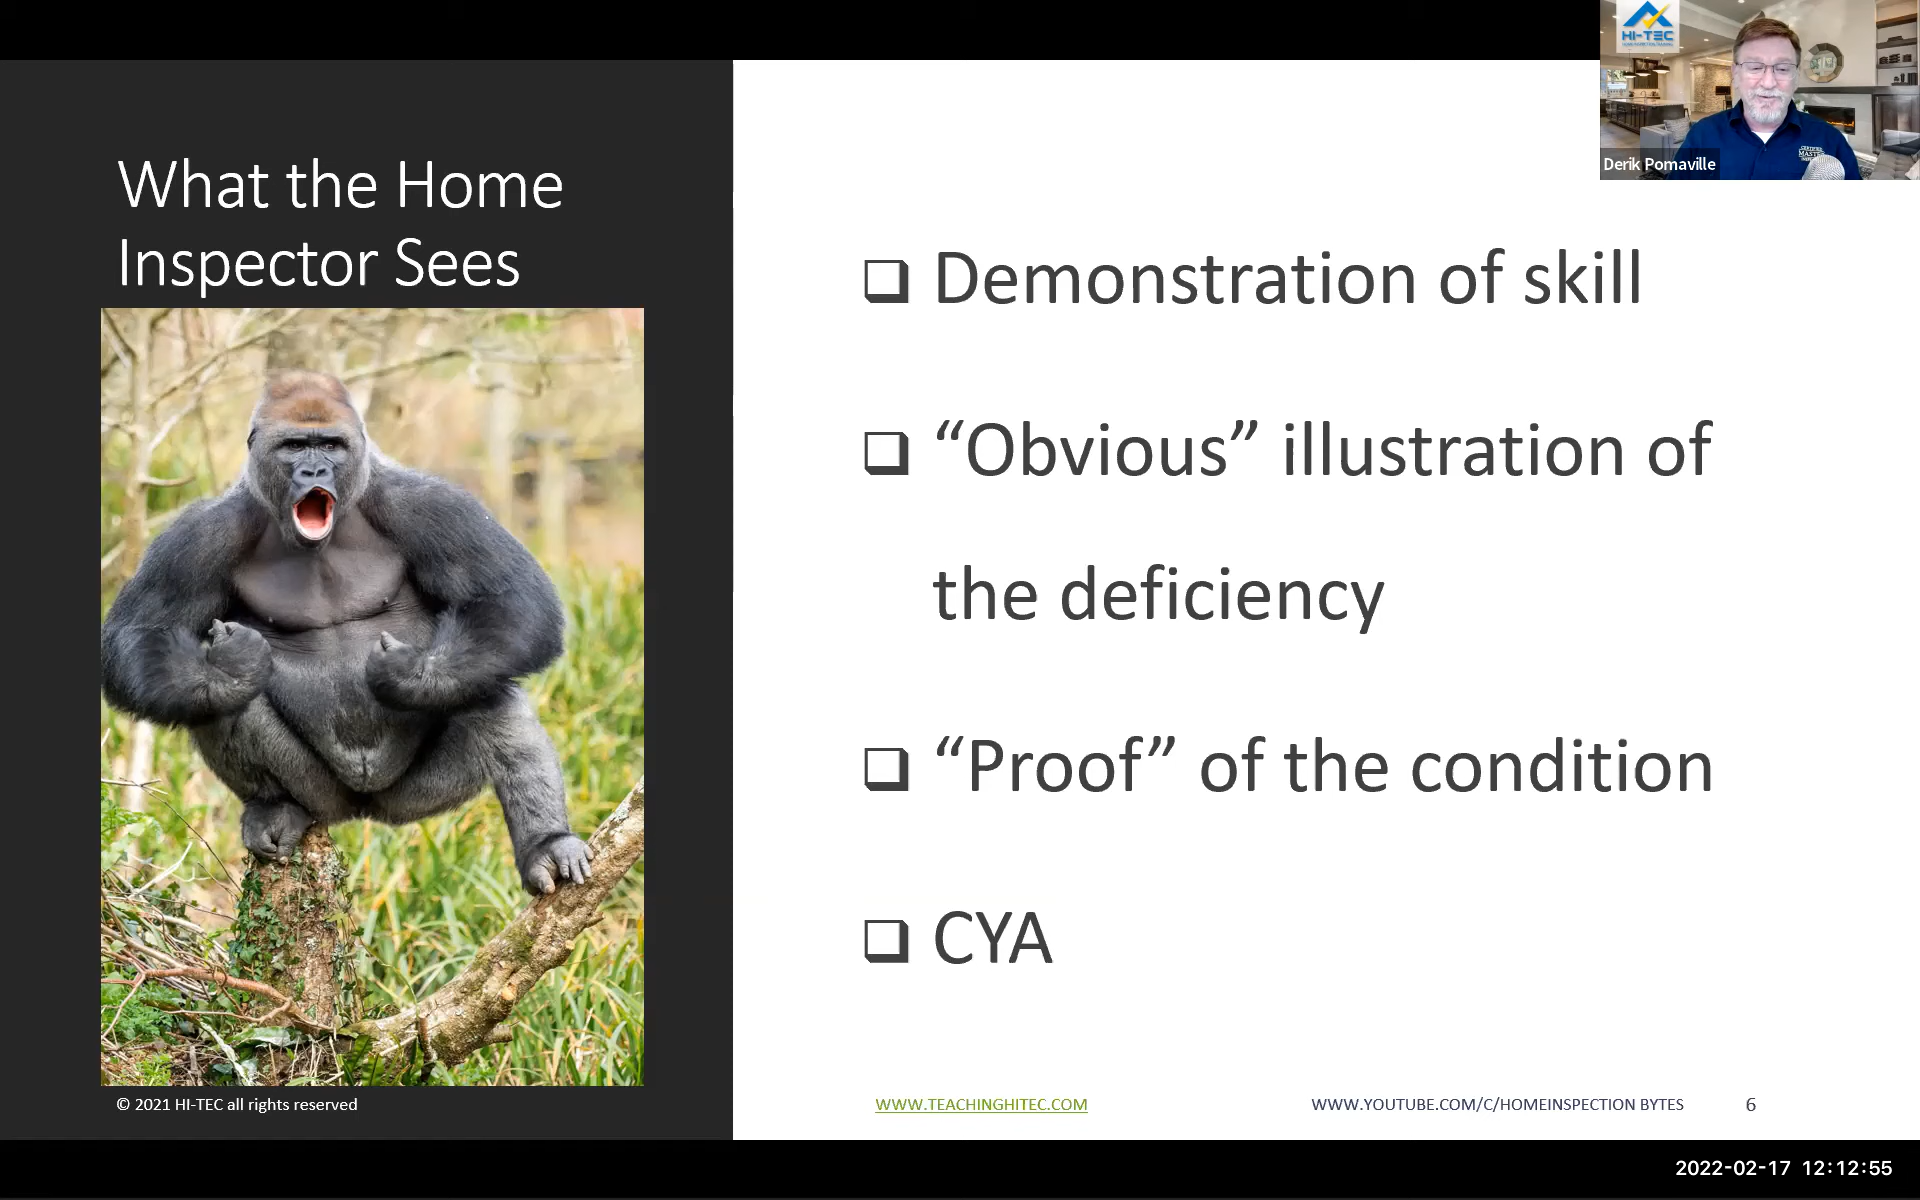 HI-TEC
Derik Pomaville
What the Home
Inspector Sees
❑ Demonstration of skill
❑ “Obvious” illustration of
the deficiency
❑ “Proof” of the condition
❑ CYA
© 2021 HI-TEC all rights reserved
WWW.TEACHINGHITEC.COM
WWW.YOUTUBE.COM/C/HOMEINSPECTION BYTES
6
2022-02-17 12:12:55